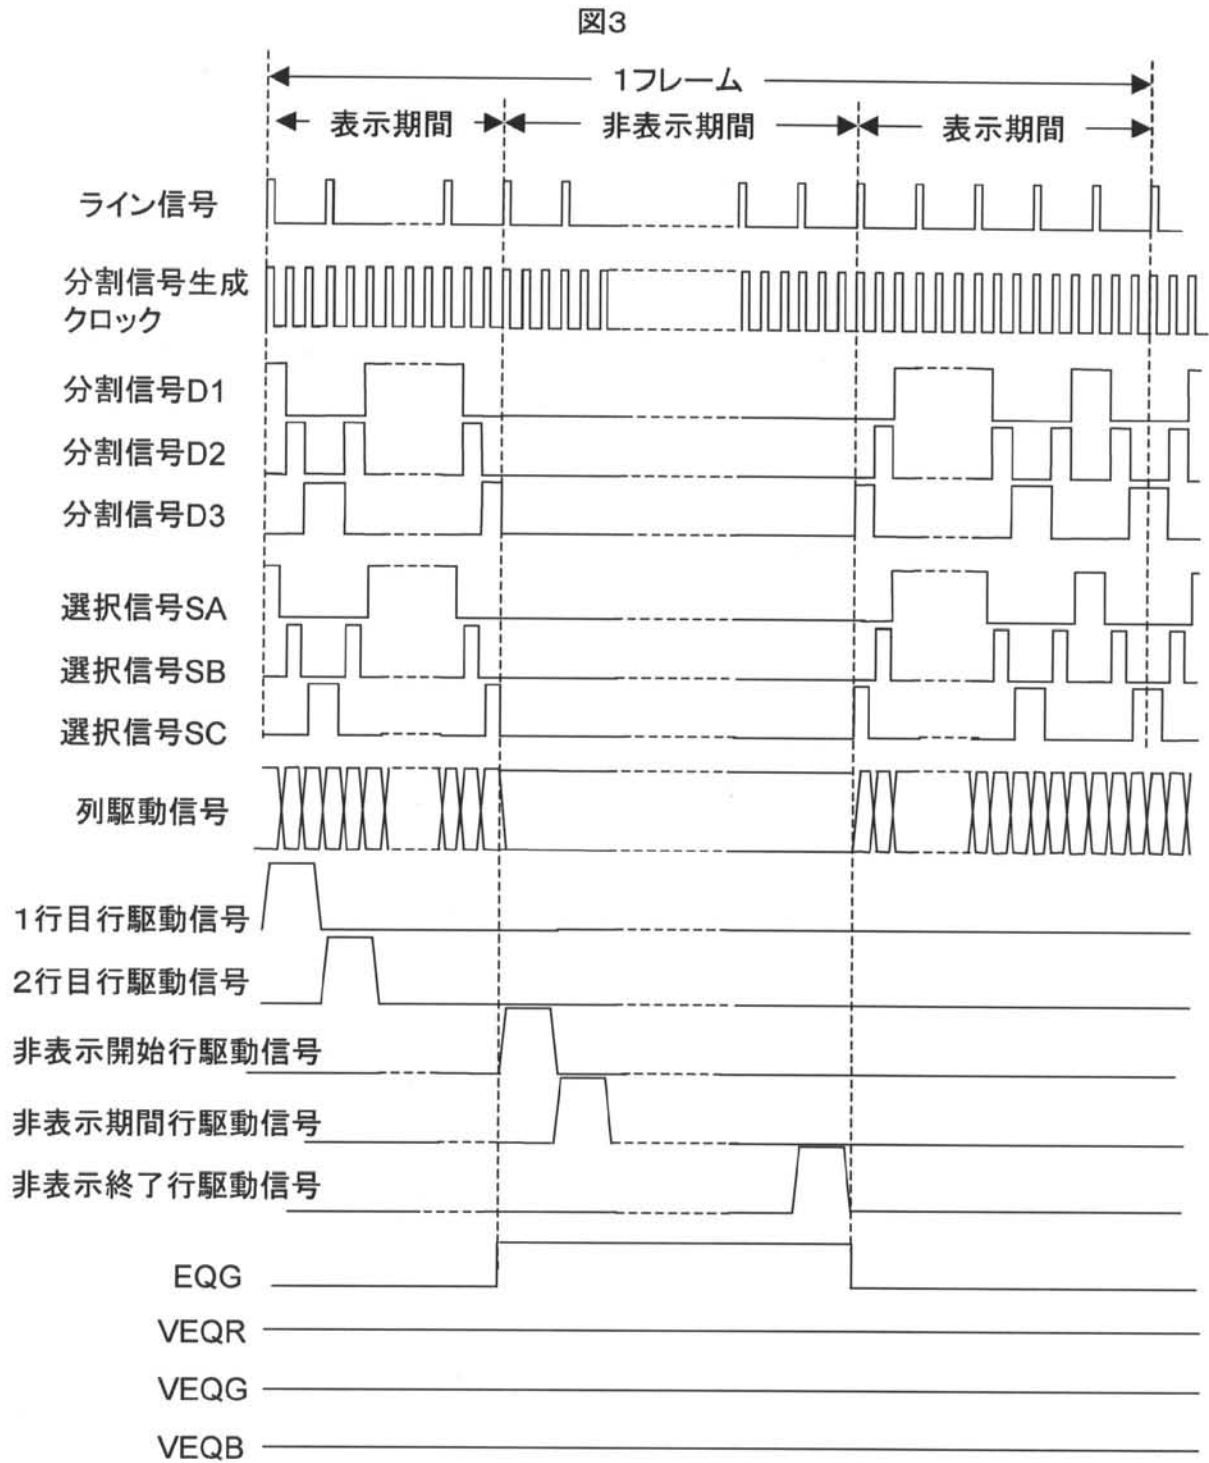 図3
1フレーム
表示期間 非表示期間 表示期間
ライン信号
分割信号生成
クロック
分割信号D1
分割信号D2
分割信号D3
選択信号SA
選択信号SB
選択信号SC
列駆動信号
1行目行駆動信号
2行目行駆動信号
非表示開始行駆動信号
非表示期間行駆動信号
非表示終了行駆動信号
EQG
VEQR
VEQG
VEQB